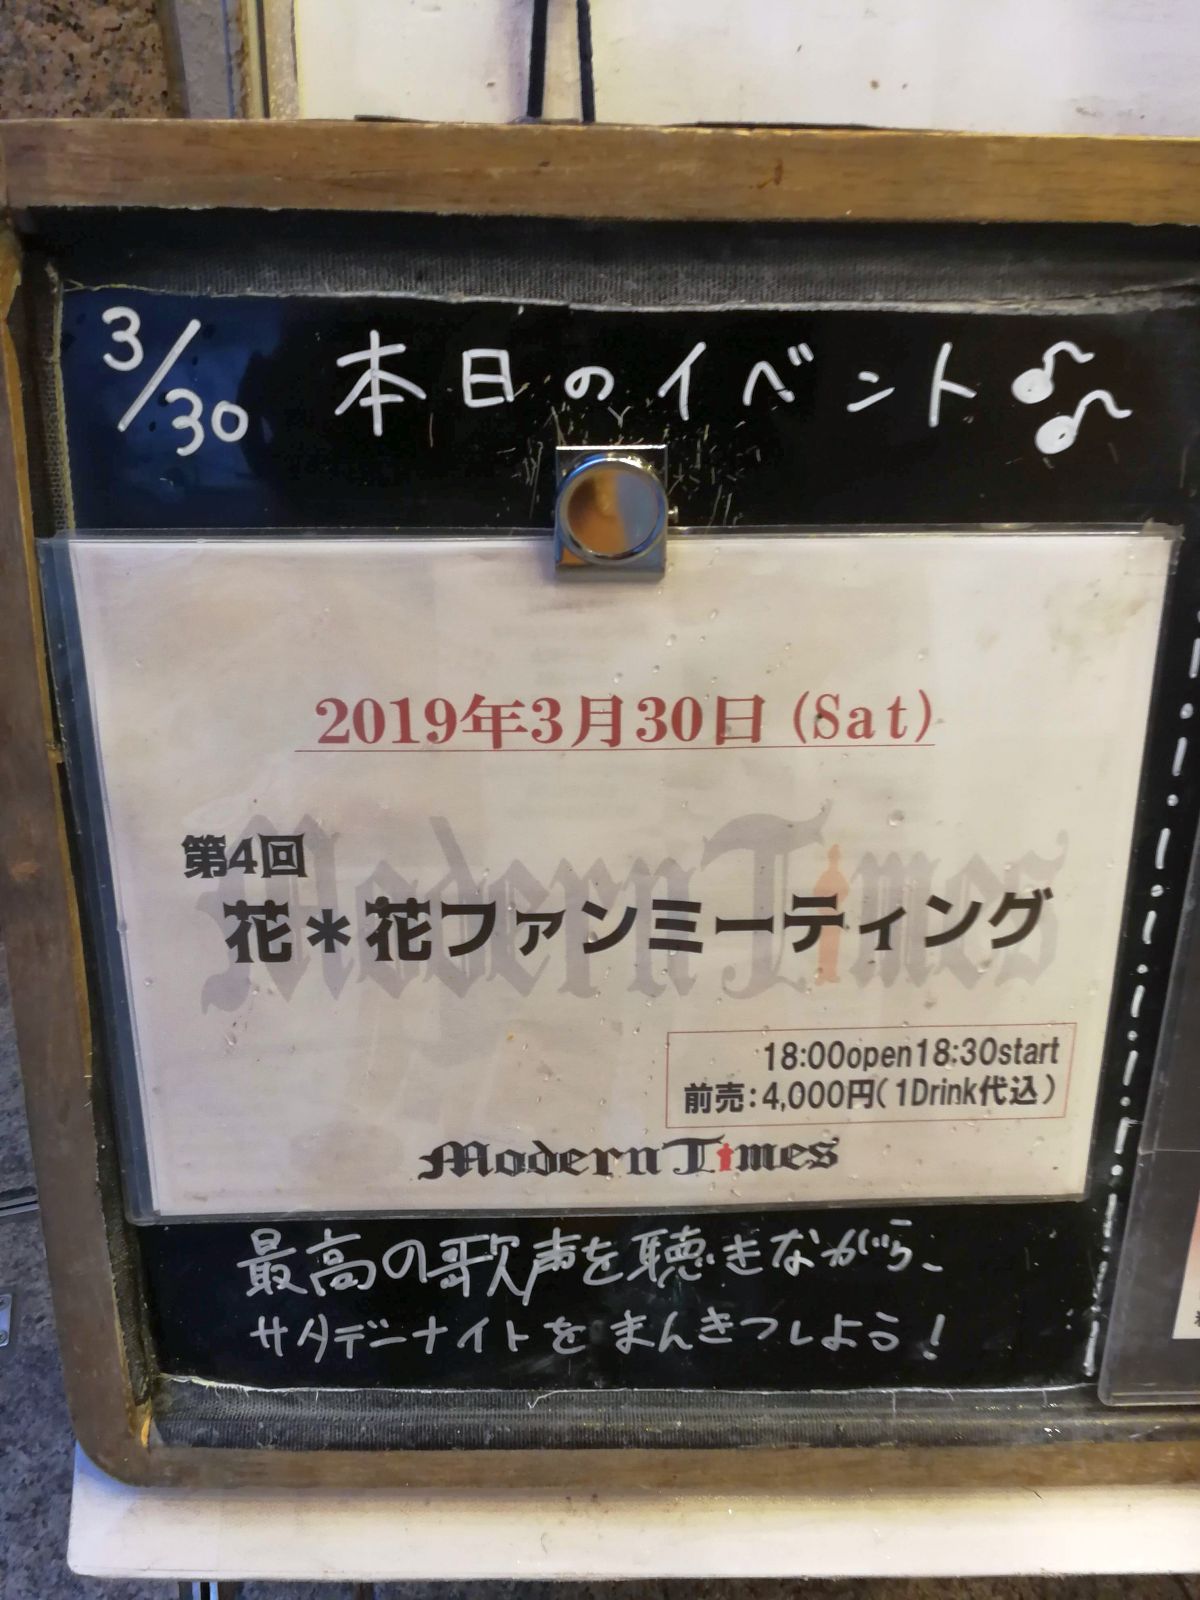 3/30 本日のイベント♪♪
2019年3月30日(Sat)
第4回
花*花ファンミーティング
18:00open18:30start
前売:4,000円(1Drink代込)
Modern Times
最高の歌声を聴きながら、
サタデーナイトをまんきつしよう!